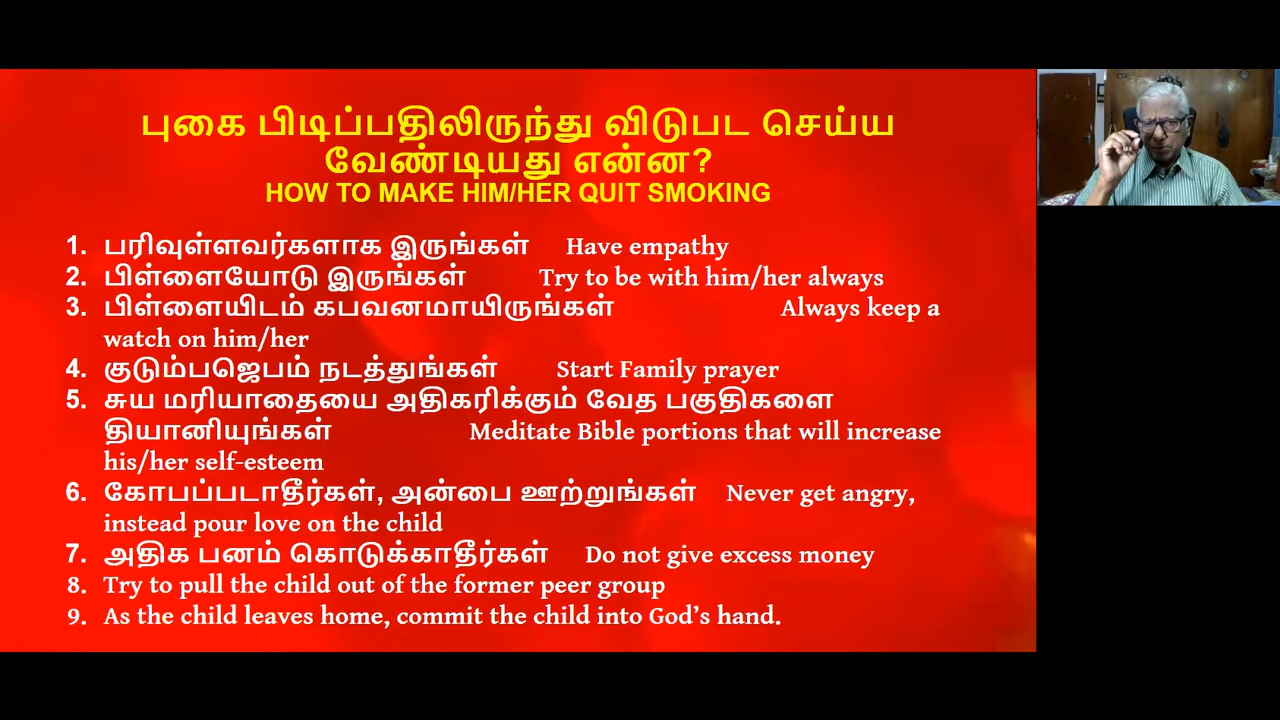 புகை பிடிப்பதிலிருந்து விடுபட செய்ய
வேண்டியது என்ன?
HOW TO MAKE HIM/HER QUIT SMOKING
1. பரிவுள்ளவர்களாக இருங்கள் Have empathy
2. பிள்ளையோடு இருங்கள் Try to be with him/her always
3. பிள்ளையிடம் கபவனமாயிருங்கள் Always keep a
watch on him/her
4. குடும்பஜெபம் நடத்துங்கள் Start Family prayer
5. சுய மரியாதையை அதிகரிக்கும் வேத பகுதிகளை
தியானியுங்கள் Meditate Bible portions that will increase
his/her self-esteem
6. கோபப்படாதீர்கள், அன்பை ஊற்றுங்கள் Never get angry,
instead pour love on the child
7. அதிக பனம் கொடுக்காதீர்கள் Do not give excess money
8. Try to pull the child out of the former peer group
9. As the child leaves home, commit the child into God’s hand.